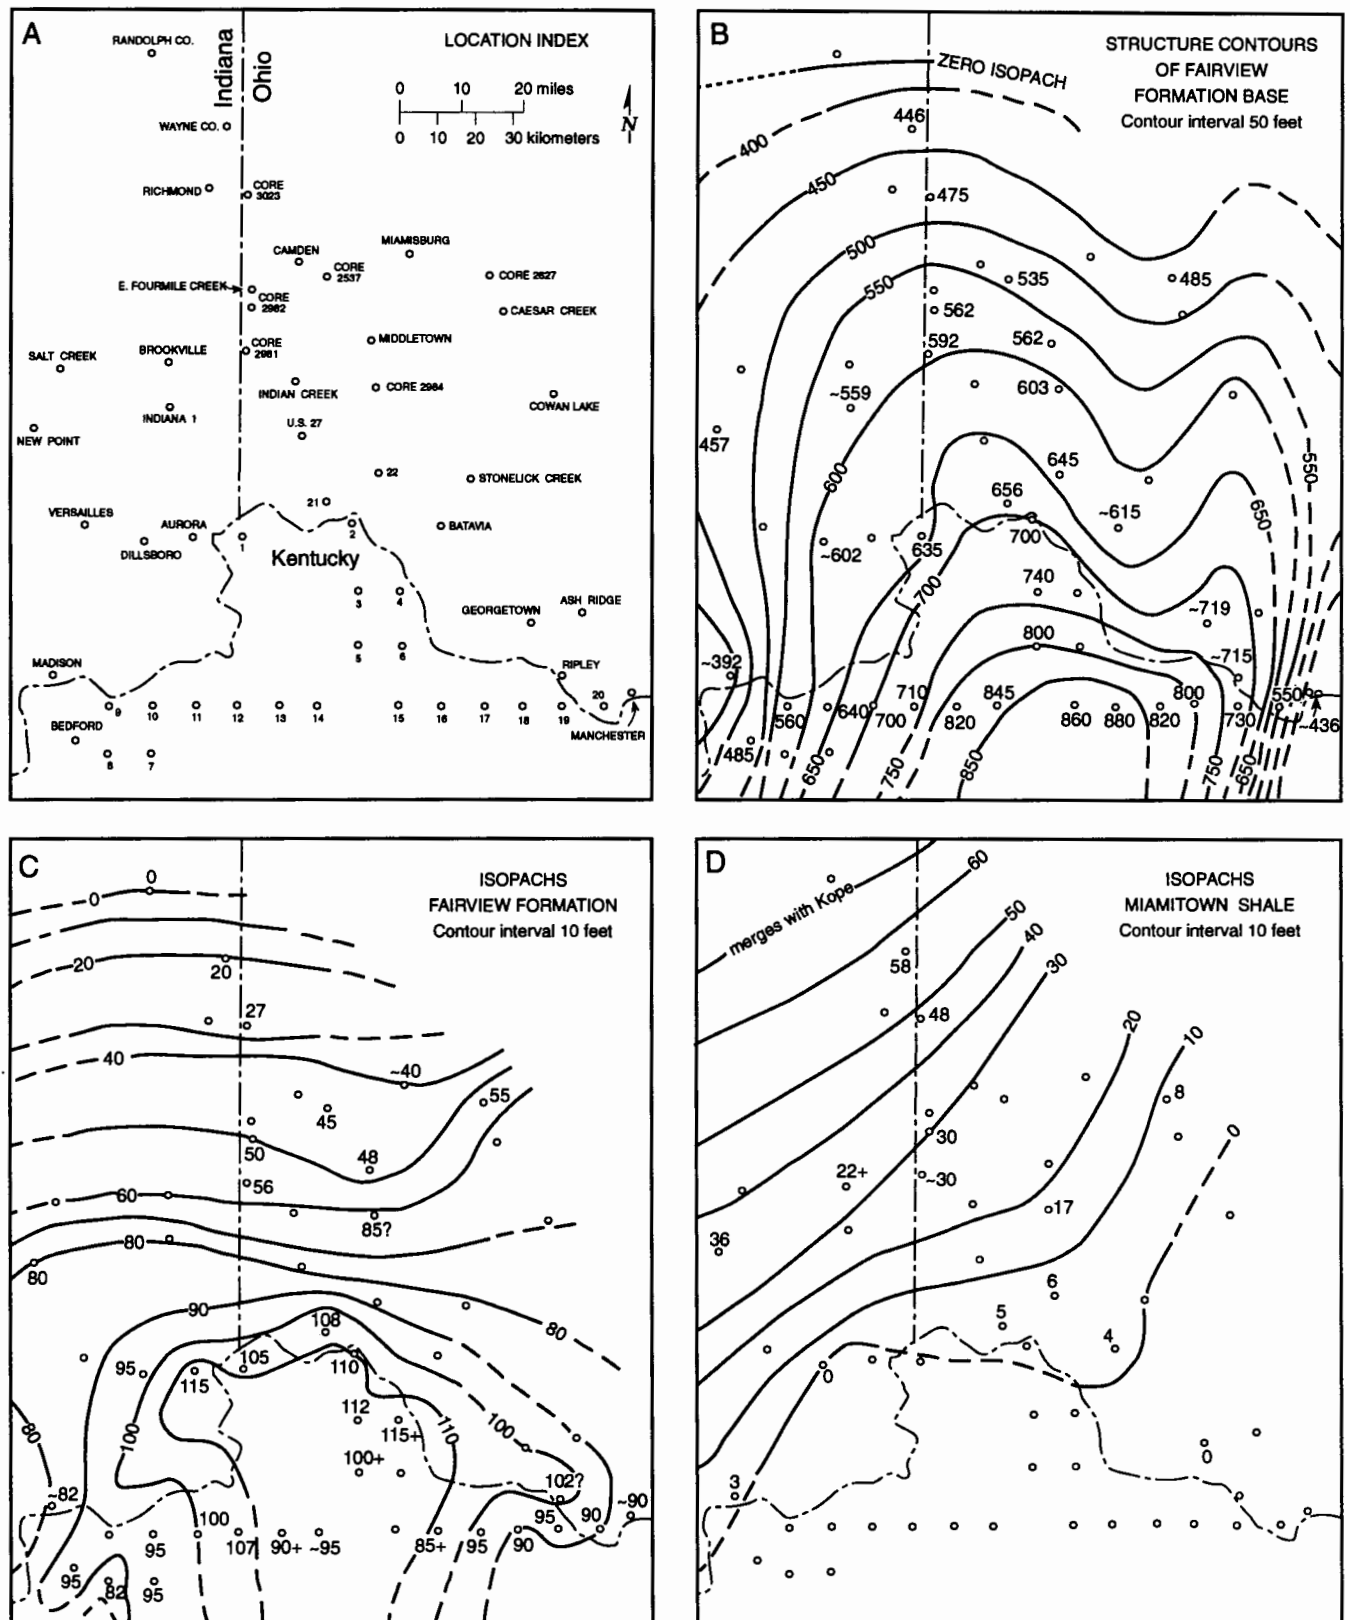 A
LOCATION INDEX
Indiana
Ohio
0 10 20 miles
0 10 20 30 kilometers
N
RANDOLPH CO.
WAYNE CO.
RICHMOND
CORE
3023
CAMDEN
MIAMISBURG
CORE
2537
CORE 2627
E. FOURMILE CREEK
CORE
2982
CAESAR CREEK
MIDDLETOWN
CORE
2981
BROOKVILLE
SALT CREEK
INDIAN CREEK
CORE 2984
COWAN LAKE
INDIANA 1
U.S. 27
NEW POINT
22
STONELICK CREEK
21
VERSAILLES
AURORA
DILLSBORO
1
2
BATAVIA
Kentucky
3
4
GEORGETOWN
ASH RIDGE
5
6
MADISON
RIPLEY
20
9
10
11
12
13
14
15
16
17
18
19
MANCHESTER
BEDFORD
8
7
B
STRUCTURE CONTOURS
OF FAIRVIEW
FORMATION BASE
Contour interval 50 feet
ZERO ISOPACH
446
400
450
475
500
535
485
550
562
592
562
~559
603
457
600
645
550
656
~615
650
~602
635
700
740
700
~719
800
~392
~715
710
845
800
550
560
640
700
820
860
880
820
730
~436
485
650
750
850
750
650
C
ISOPACHS
FAIRVIEW FORMATION
Contour interval 10 feet
0
0
20
20
27
40
~40
55
45
50
48
56
60
85?
80
80
90
108
80
95
105
110
115
112
110
80
100
115+
100
100+
~82
102?
100
95
90
~90
95
107
90+
~95
85+
95
90
95
82
95
D
ISOPACHS
MIAMITOWN SHALE
Contour interval 10 feet
60
merges with Kope
50
40
58
30
48
20
10
8
30
0
22+
~30
17
36
6
5
4
0
0
3